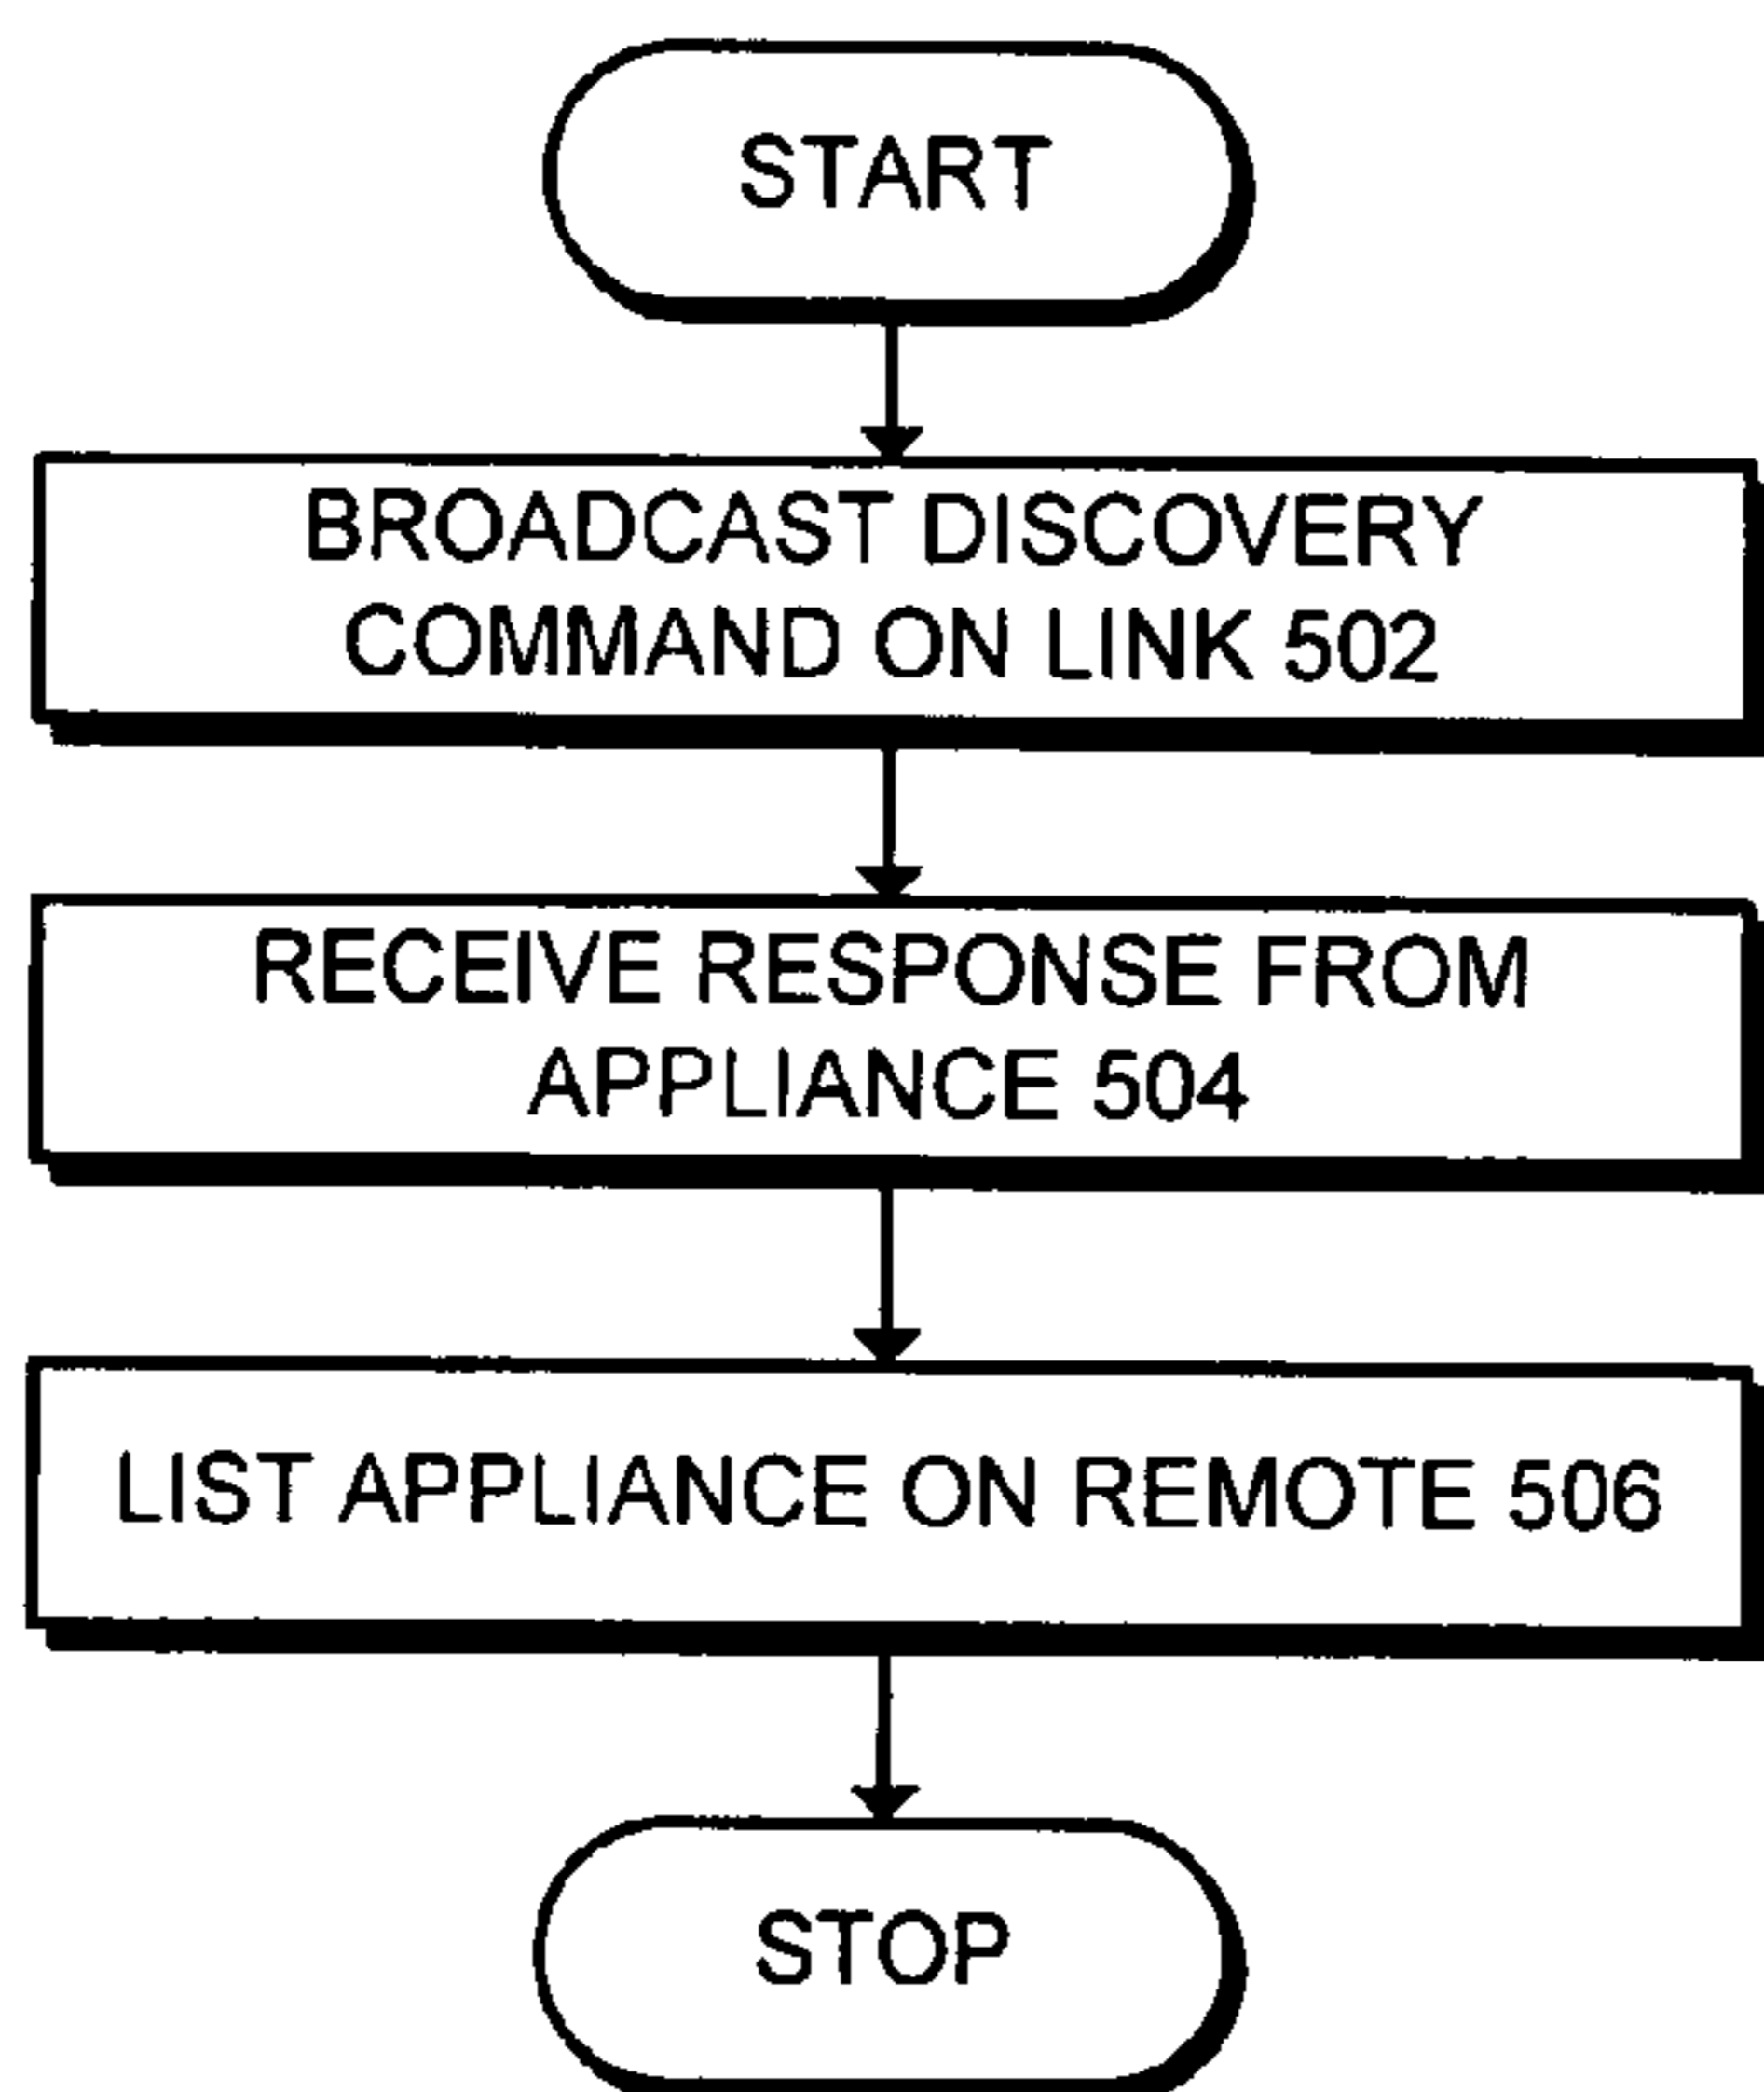 START
BROADCAST DISCOVERY
COMMAND ON LINK 502
RECEIVE RESPONSE FROM
APPLIANCE 504
LIST APPLIANCE ON REMOTE 506
STOP